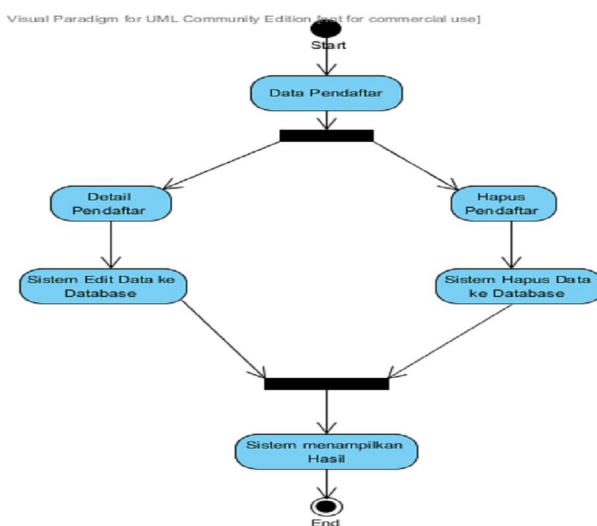 Visual Paradigm for UML Community Edition [not for commercial use]
Start
Data Pendaftar
Detail
Pendaftar
Hapus
Pendaftar
Sistem Edit Data ke
Database
Sistem Hapus Data
ke Database
Sistem menampilkan
Hasil
End